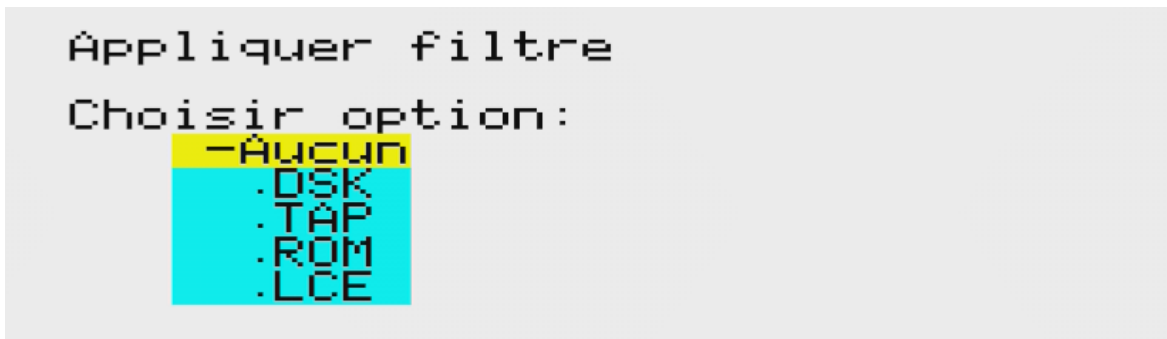 Appliquer filtre
Choisir option:
-Aucun
.DSK
.TAP
.ROM
.LCE